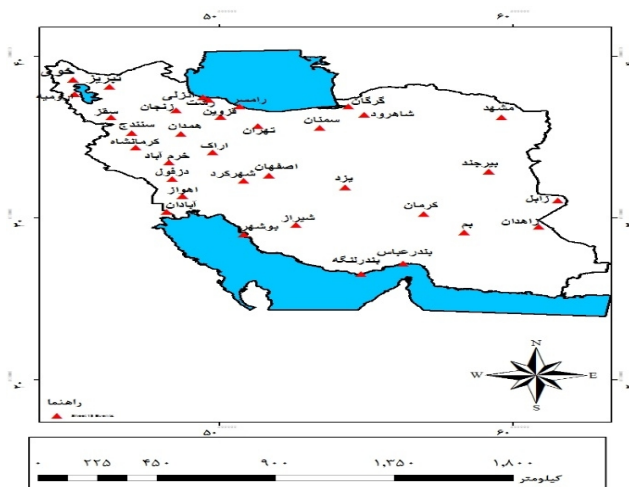 ۵۰ ۶۰
۴۰ ۴۰
خوی تبریز
انزلی
رشت رامسر گرگان
زنجان قزوین شاهرود مشهد
سقز تهران سمنان
سنندج همدان
کرمانشاه اراک
خرم آباد اصفهان بیرجند
دزفول شهرکرد یزد
اهواز زابل
آبادان کرمان
شیراز بم زاهدان
بوشهر
بندرعباس
بندرلنگه
N
W E
S
راهنما
۵۰ ۶۰
۰ ۲۲۵ ۴۵۰ ۹۰۰ ۱,۳۵۰ ۱,۸۰۰
کیلومتر